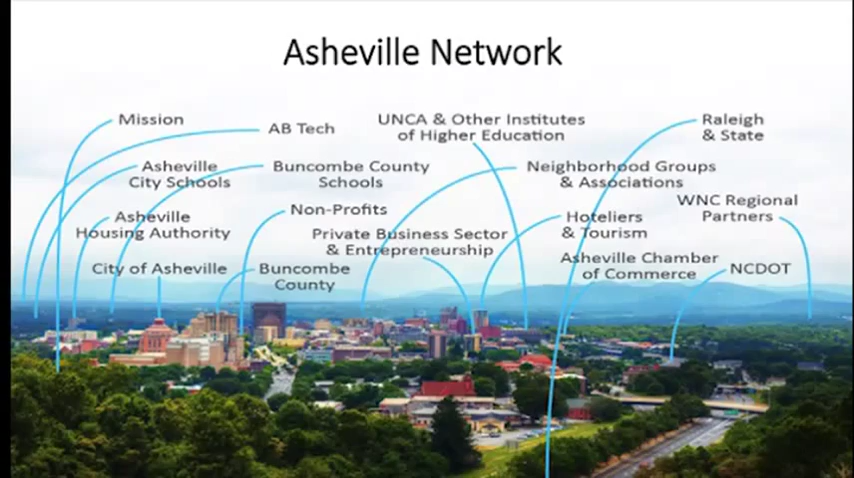 Asheville Network
Mission
AB Tech
UNCA & Other Institutes
of Higher Education
Raleigh
& State
Asheville
City Schools
Buncombe County
Schools
Neighborhood Groups
& Associations
WNC Regional
Partners
Asheville
Housing Authority
Non-Profits
Private Business Sector
& Entrepreneurship
Hoteliers
& Tourism
City of Asheville
Buncombe
County
Asheville Chamber
of Commerce
NCDOT